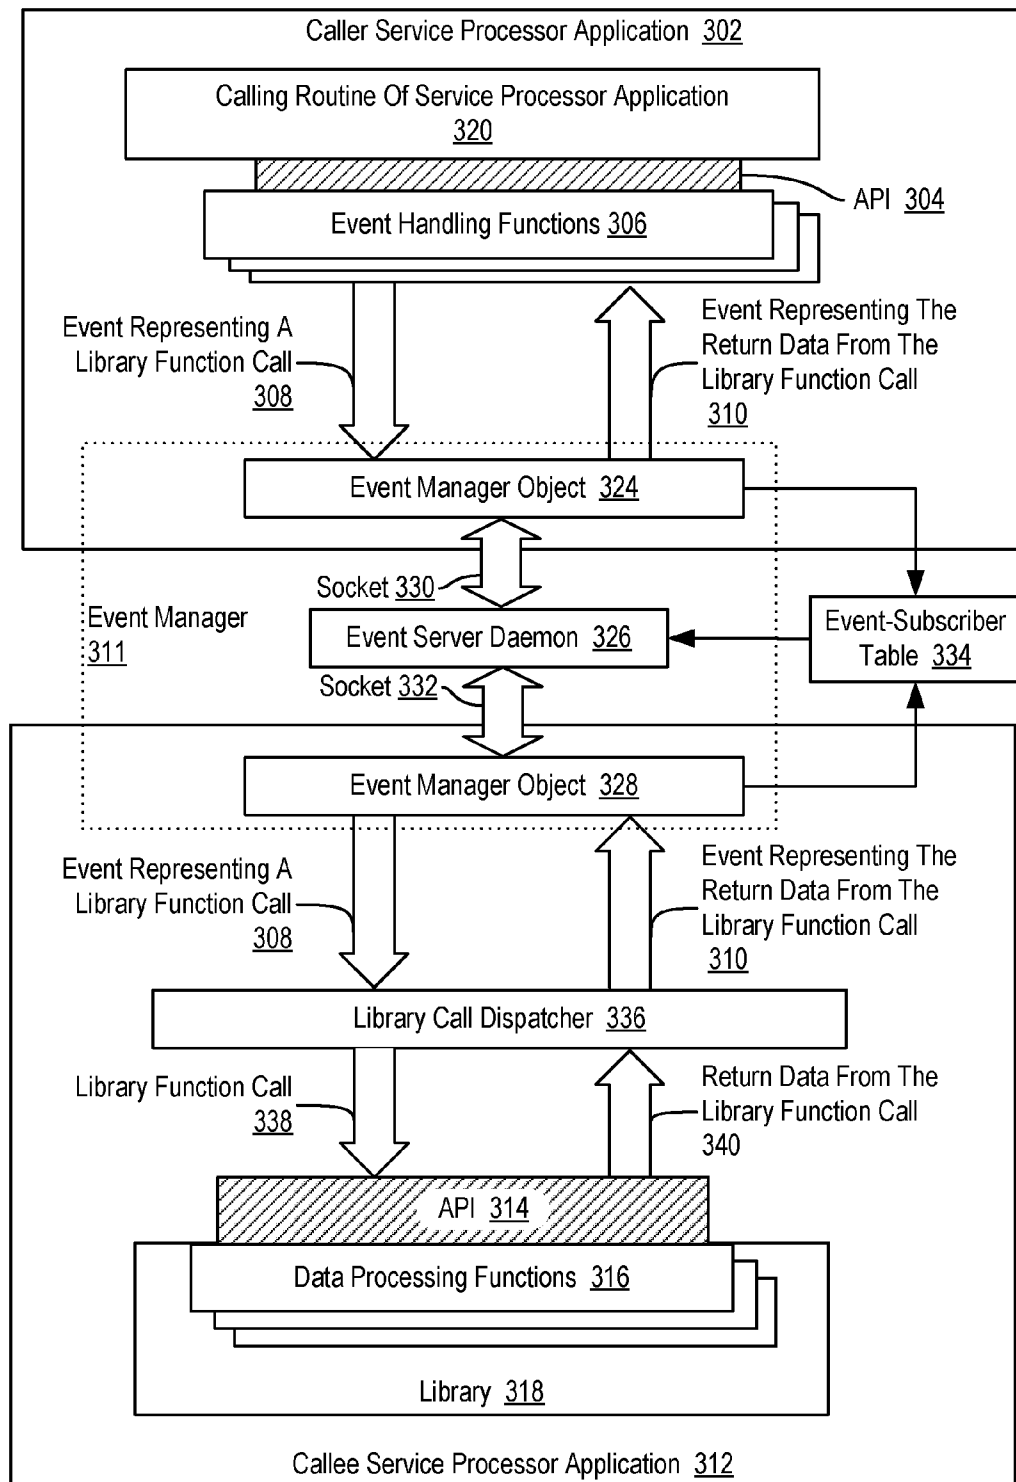 Caller Service Processor Application 302
Calling Routine Of Service Processor Application
320
API 304
Event Handling Functions 306
Event Representing A
Library Function Call
308
Event Representing The
Return Data From The
Library Function Call
310
Event Manager Object 324
Socket 330
Event Manager
311
Event Server Daemon 326
Event-Subscriber
Table 334
Socket 332
Event Manager Object 328
Event Representing A
Library Function Call
308
Event Representing The
Return Data From The
Library Function Call
310
Library Call Dispatcher 336
Library Function Call
338
Return Data From The
Library Function Call
340
API 314
Data Processing Functions 316
Library 318
Callee Service Processor Application 312